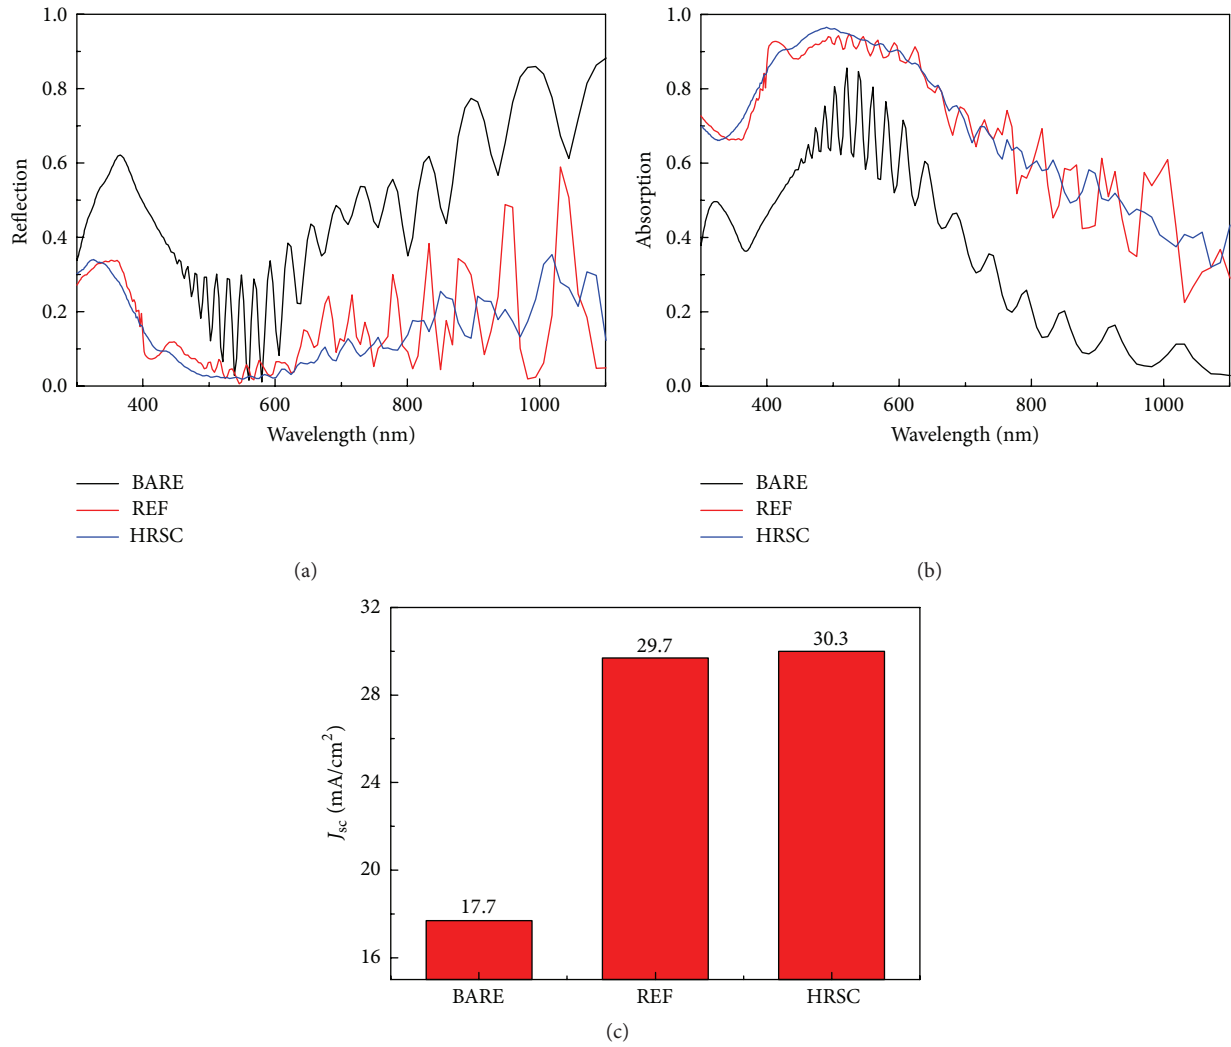 1.0
0.8
0.6
0.4
0.2
0.0
Reflection
400
600
800
1000
Wavelength (nm)
BARE
REF
HRSC
(a)
1.0
0.8
0.6
0.4
0.2
0.0
Absorption
400
600
800
1000
Wavelength (nm)
BARE
REF
HRSC
(b)
32
28
24
20
16
J_sc (mA/cm²)
17.7
29.7
30.3
BARE
REF
HRSC
(c)